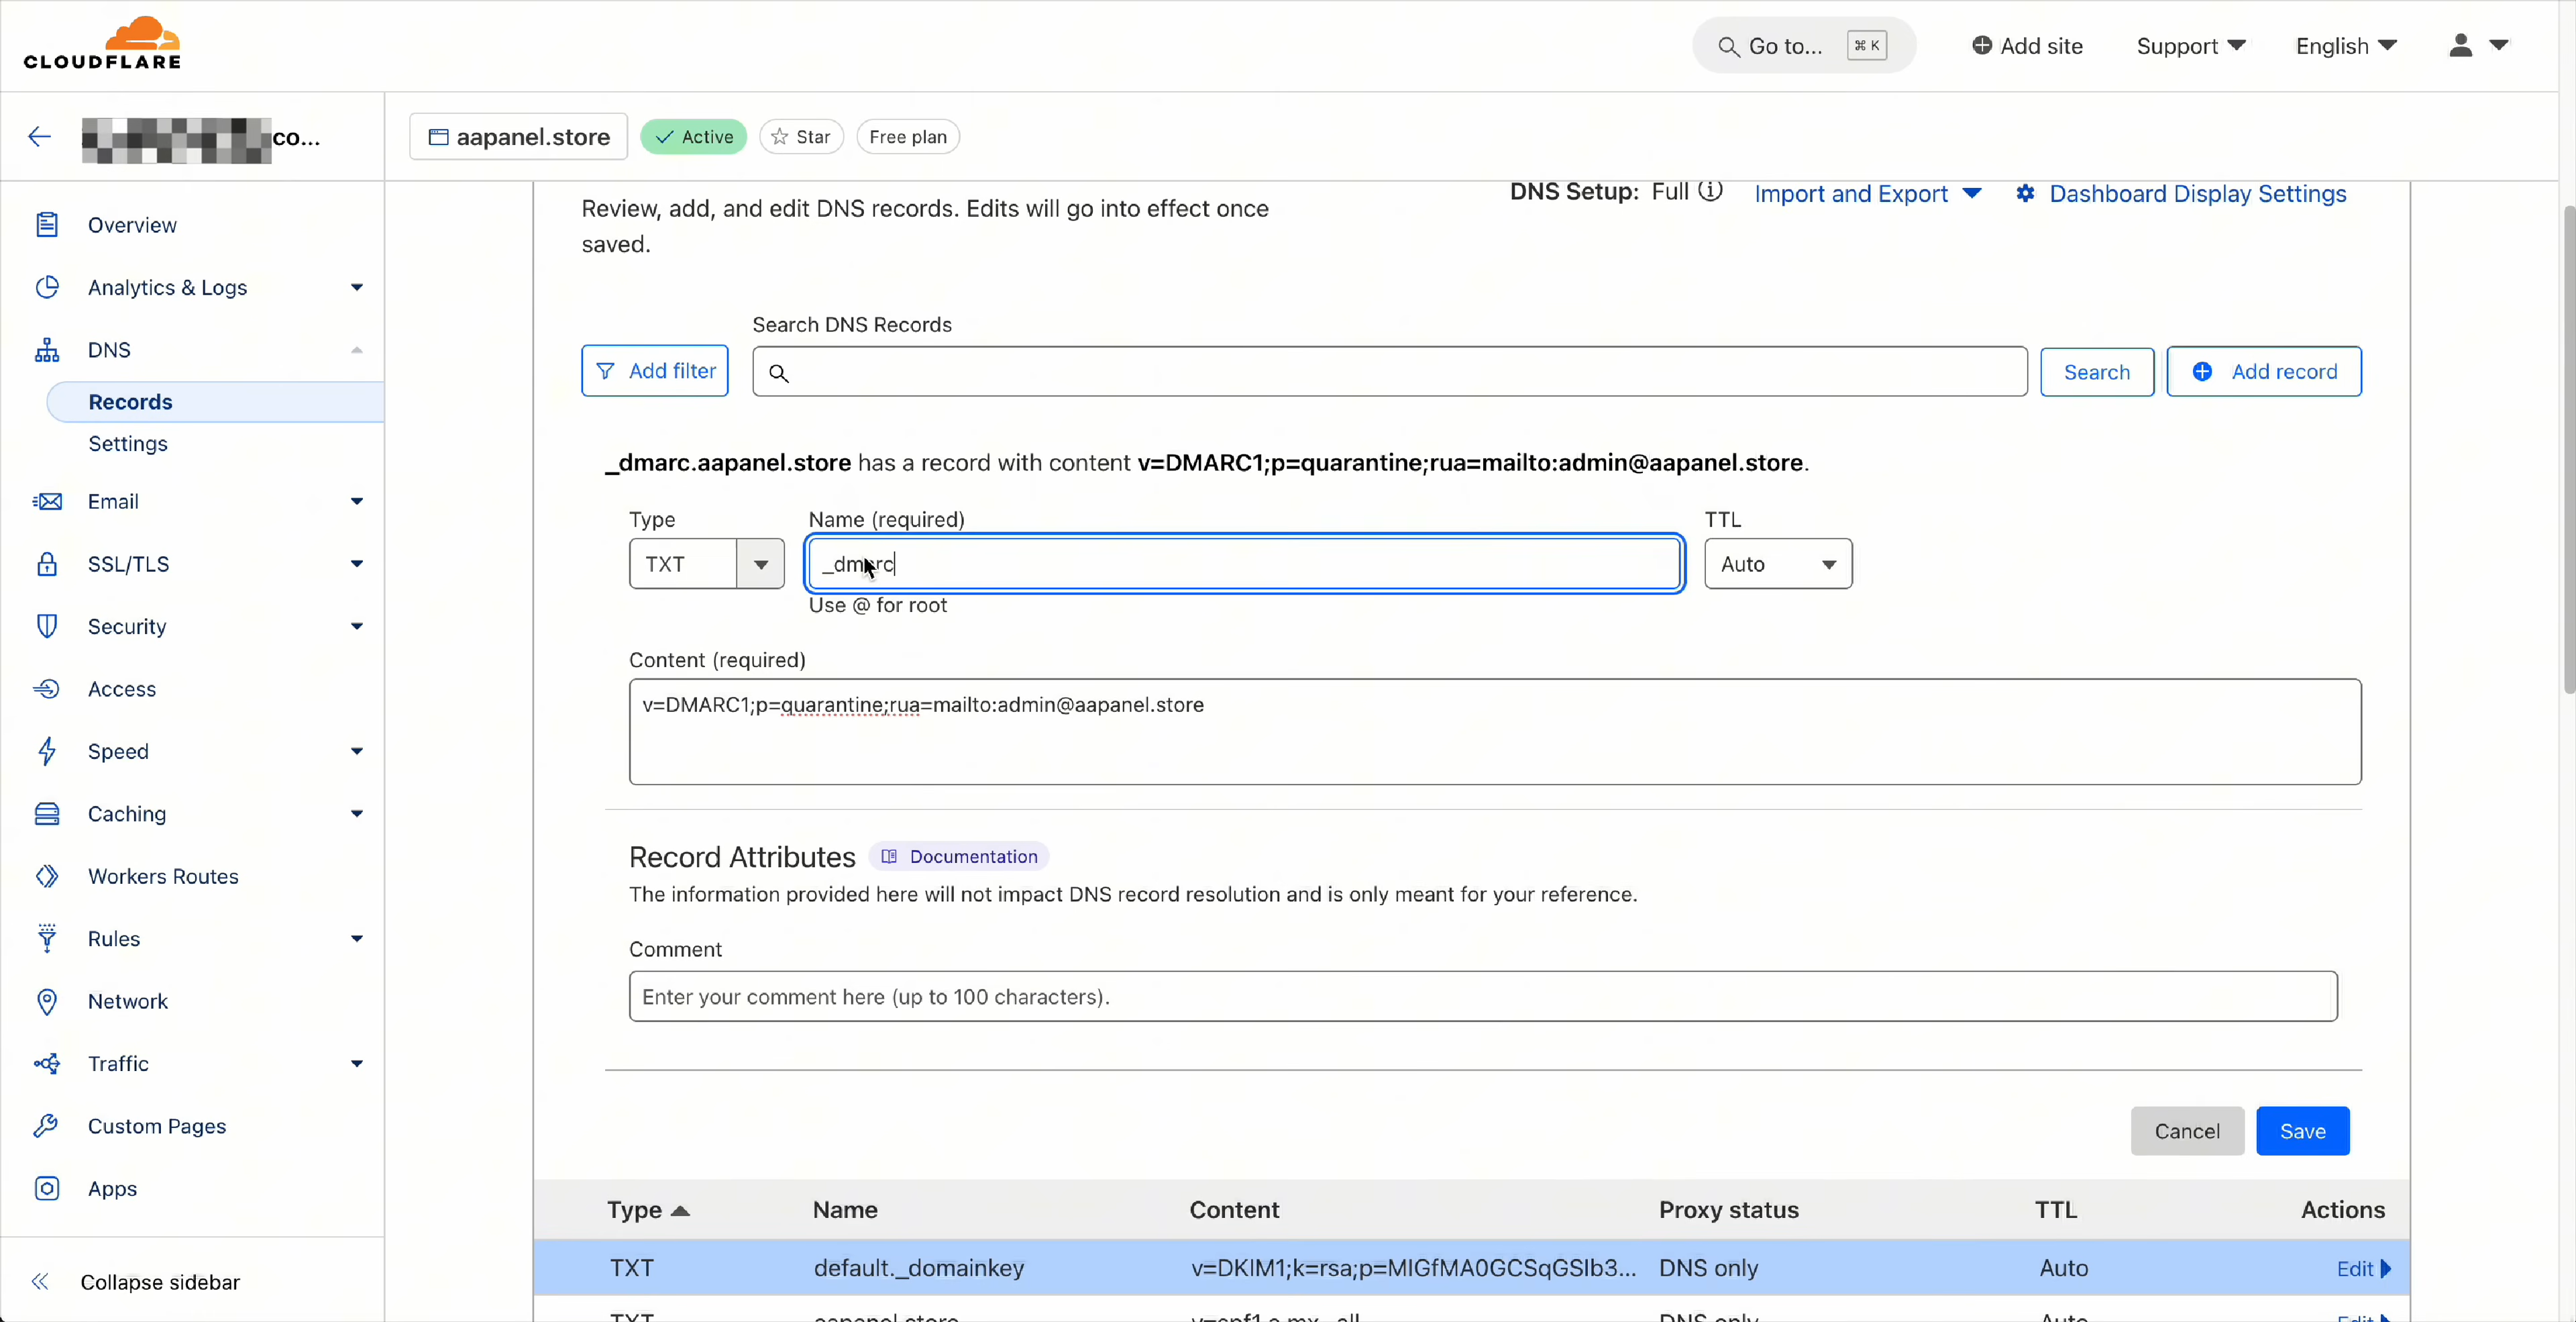 CLOUDFLARE
Go to... ⌘ K
Add site
Support
English
co...
aapanel.store
Active
Star
Free plan
Overview
Analytics & Logs
DNS
Records
Settings
Email
SSL/TLS
Security
Access
Speed
Caching
Workers Routes
Rules
Network
Traffic
Custom Pages
Apps
Collapse sidebar
Review, add, and edit DNS records. Edits will go into effect once
saved.
DNS Setup: Full
Import and Export
Dashboard Display Settings
Search DNS Records
Add filter
Search
Add record
_dmarc.aapanel.store has a record with content v=DMARC1;p=quarantine;rua=mailto:admin@aapanel.store.
Type
Name (required)
TTL
TXT
_dmarc
Auto
Use @ for root
Content (required)
v=DMARC1;p=quarantine;rua=mailto:admin@aapanel.store
Record Attributes
Documentation
The information provided here will not impact DNS record resolution and is only meant for your reference.
Comment
Enter your comment here (up to 100 characters).
Cancel
Save
Type Name Content Proxy status TTL Actions
TXT default._domainkey v=DKIM1;k=rsa;p=MIGfMA0GCSqGSIb3... DNS only Auto Edit
TXT aapanel.store DNS only Auto Edit